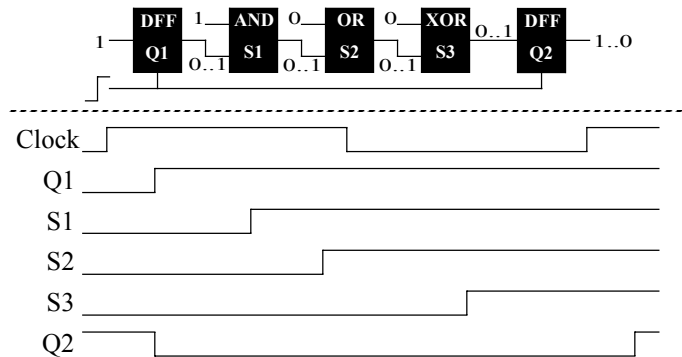 DFF
Q1
AND
S1
OR
S2
XOR
S3
DFF
Q2
1
1
0
0
0..1
0..1
0..1
0..1
1..0
Clock
Q1
S1
S2
S3
Q2